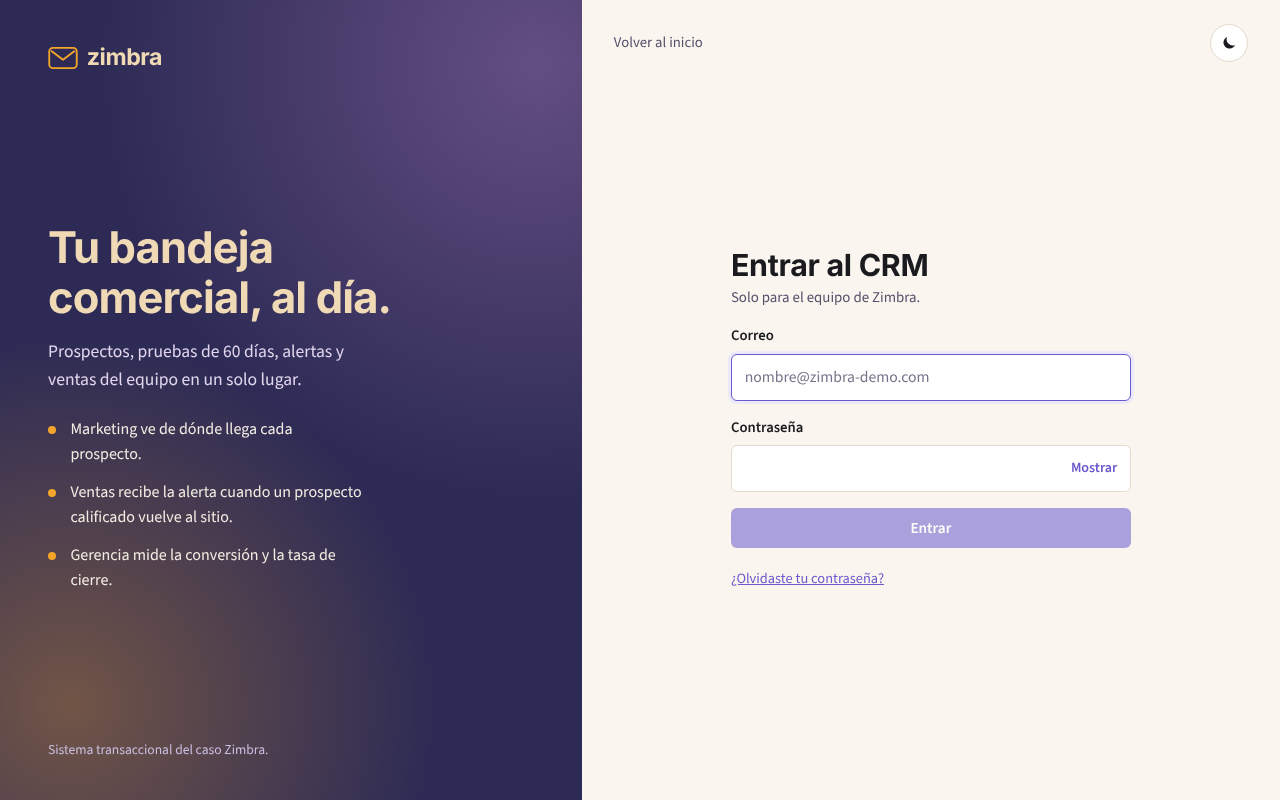 zimbra
Tu bandeja
comercial, al día.
Prospectos, pruebas de 60 días, alertas y
ventas del equipo en un solo lugar.
Marketing ve de dónde llega cada
prospecto.
Ventas recibe la alerta cuando un prospecto
calificado vuelve al sitio.
Gerencia mide la conversión y la tasa de
cierre.
Sistema transaccional del caso Zimbra.
Volver al inicio
Entrar al CRM
Solo para el equipo de Zimbra.
Correo
nombre@zimbra-demo.com
Contraseña
Mostrar
Entrar
¿Olvidaste tu contraseña?